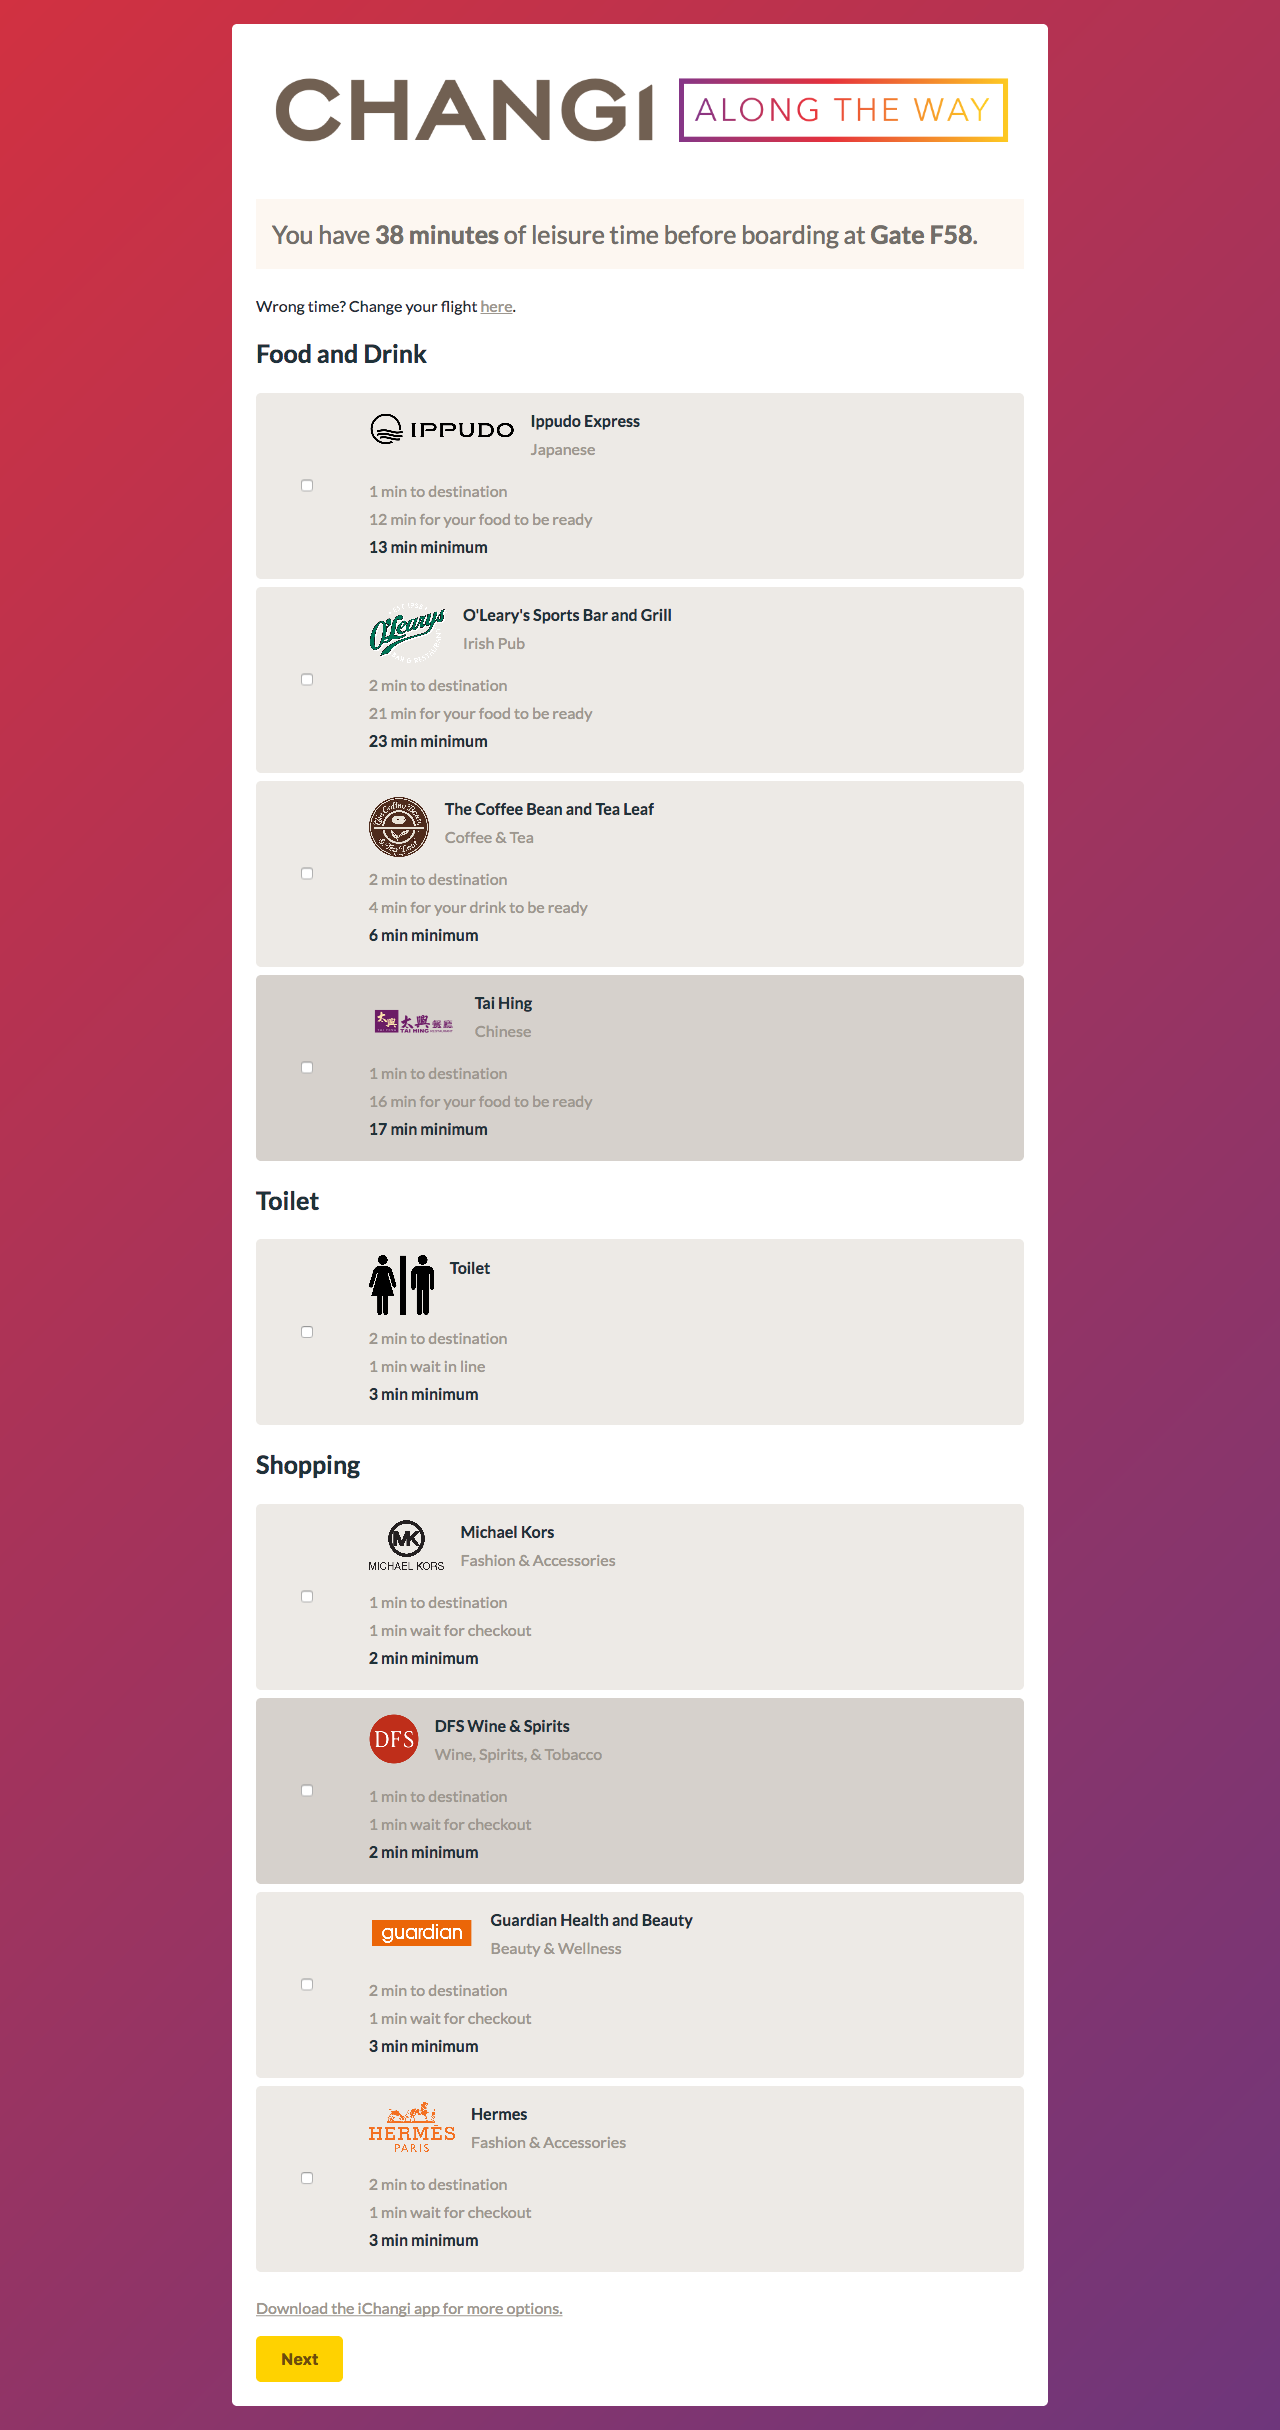 CHANGI ALONG THE WAY
You have 38 minutes of leisure time before boarding at Gate F58.
Wrong time? Change your flight here.
Food and Drink
IPPUDO
Ippudo Express
Japanese
1 min to destination
12 min for your food to be ready
13 min minimum
O'Learys
O'Leary's Sports Bar and Grill
Irish Pub
2 min to destination
21 min for your food to be ready
23 min minimum
The Coffee Bean and Tea Leaf
Coffee & Tea
2 min to destination
4 min for your drink to be ready
6 min minimum
太興
太興餐廳
TAI HING
Tai Hing
Chinese
1 min to destination
16 min for your food to be ready
17 min minimum
Toilet
Toilet
2 min to destination
1 min wait in line
3 min minimum
Shopping
MK
MICHAEL KORS
Michael Kors
Fashion & Accessories
1 min to destination
1 min wait for checkout
2 min minimum
DFS
DFS Wine & Spirits
Wine, Spirits, & Tobacco
1 min to destination
1 min wait for checkout
2 min minimum
guardian
Guardian Health and Beauty
Beauty & Wellness
2 min to destination
1 min wait for checkout
3 min minimum
HERMÈS
PARIS
Hermes
Fashion & Accessories
2 min to destination
1 min wait for checkout
3 min minimum
Download the iChangi app for more options.
Next